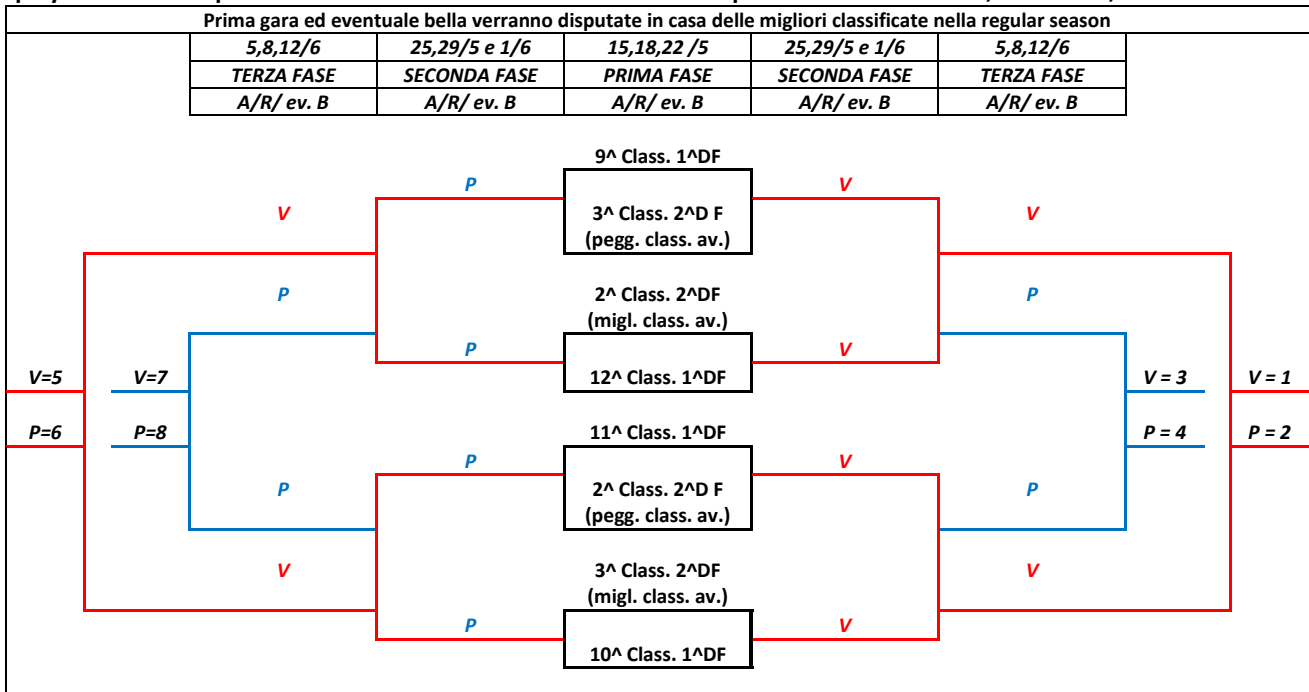 Prima gara ed eventuale bella verranno disputate in casa delle migliori classificate nella regular season
5,8,12/6 25,29/5 e 1/6 15,18,22 /5 25,29/5 e 1/6 5,8,12/6
TERZA FASE SECONDA FASE PRIMA FASE SECONDA FASE TERZA FASE
A/R/ ev. B A/R/ ev. B A/R/ ev. B A/R/ ev. B A/R/ ev. B
9^ Class. 1^DF
P V
V 3^ Class. 2^D F V
(pegg. class. av.)
P 2^ Class. 2^DF P
(migl. class. av.)
P V
V=5 V=7 12^ Class. 1^DF V = 3 V = 1
P=6 P=8 11^ Class. 1^DF P = 4 P = 2
P V
P 2^ Class. 2^D F P
(pegg. class. av.)
V 3^ Class. 2^DF V
(migl. class. av.)
P V
10^ Class. 1^DF